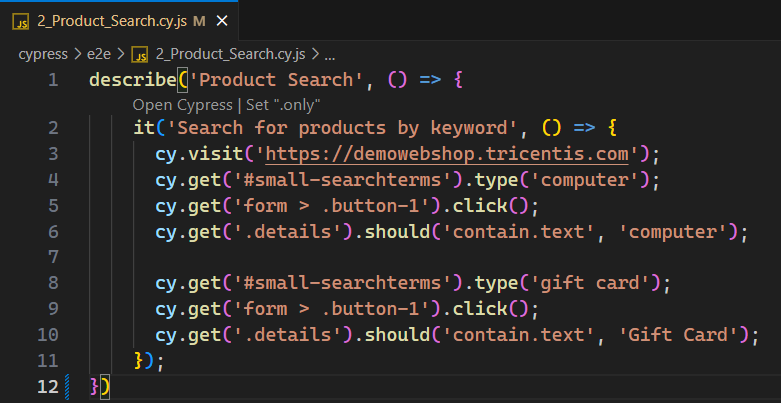 JS 2_Product_Search.cy.js M ×
cypress > e2e > JS 2_Product_Search.cy.js > ...
1 describe('Product Search', () => {
Open Cypress | Set ".only"
2 it('Search for products by keyword', () => {
3 cy.visit('https://demowebshop.tricentis.com');
4 cy.get('#small-searchterms').type('computer');
5 cy.get('form > .button-1').click();
6 cy.get('.details').should('contain.text', 'computer');
7
8 cy.get('#small-searchterms').type('gift card');
9 cy.get('form > .button-1').click();
10 cy.get('.details').should('contain.text', 'Gift Card');
11 });
12 })